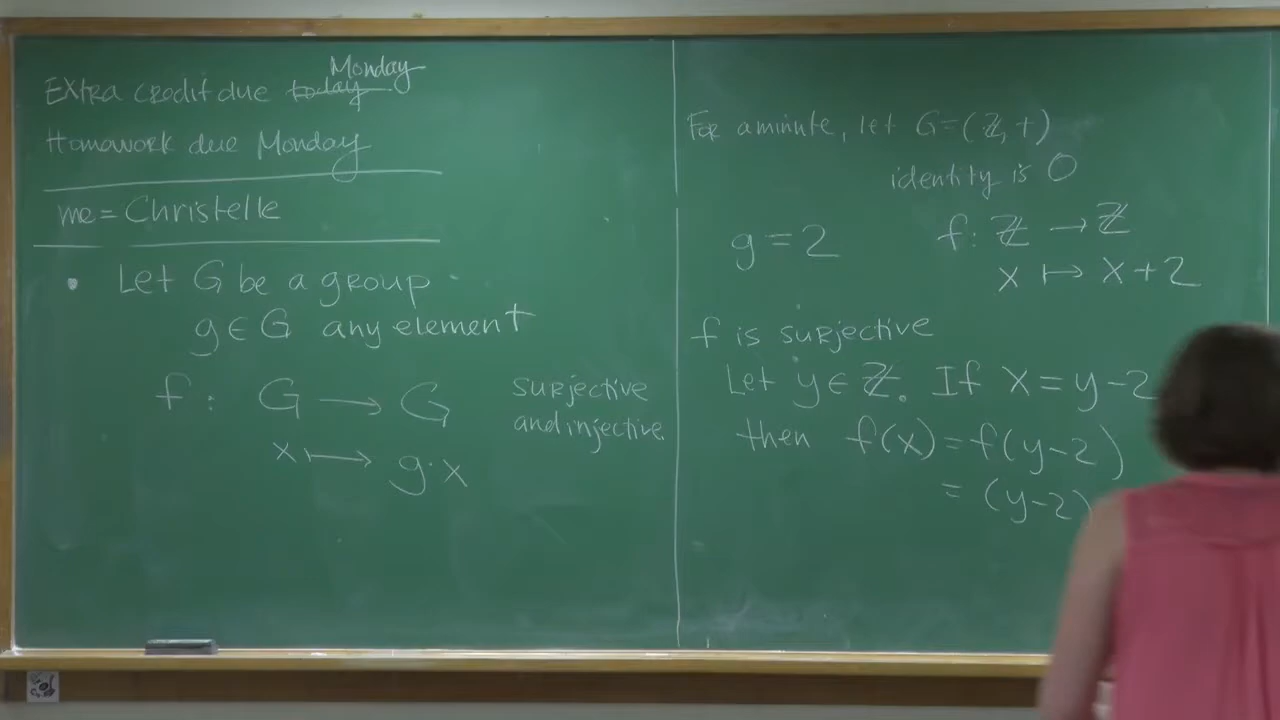 Extra credit due today Monday
Homework due Monday
me = Christelle
• Let G be a group
g ∈ G any element
f: G → G
x ↦ g·x
surjective
and injective
For a minute, let G = (ℤ, +)
identity is 0
g = 2
f: ℤ → ℤ
x ↦ x + 2
f is surjective
Let y ∈ ℤ. If x = y - 2
then f(x) = f(y-2)
= (y-2)